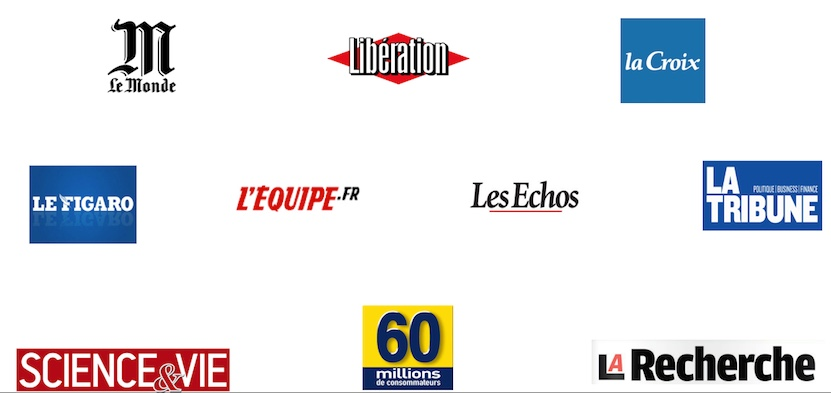 M
Le Monde
Libération
la Croix
LE FIGARO
L'ÉQUIPE.FR
Les Echos
LA
POLITIQUE | BUSINESS | FINANCE
TRIBUNE
SCIENCE&VIE
60
millions
de consommateurs
LA Recherche